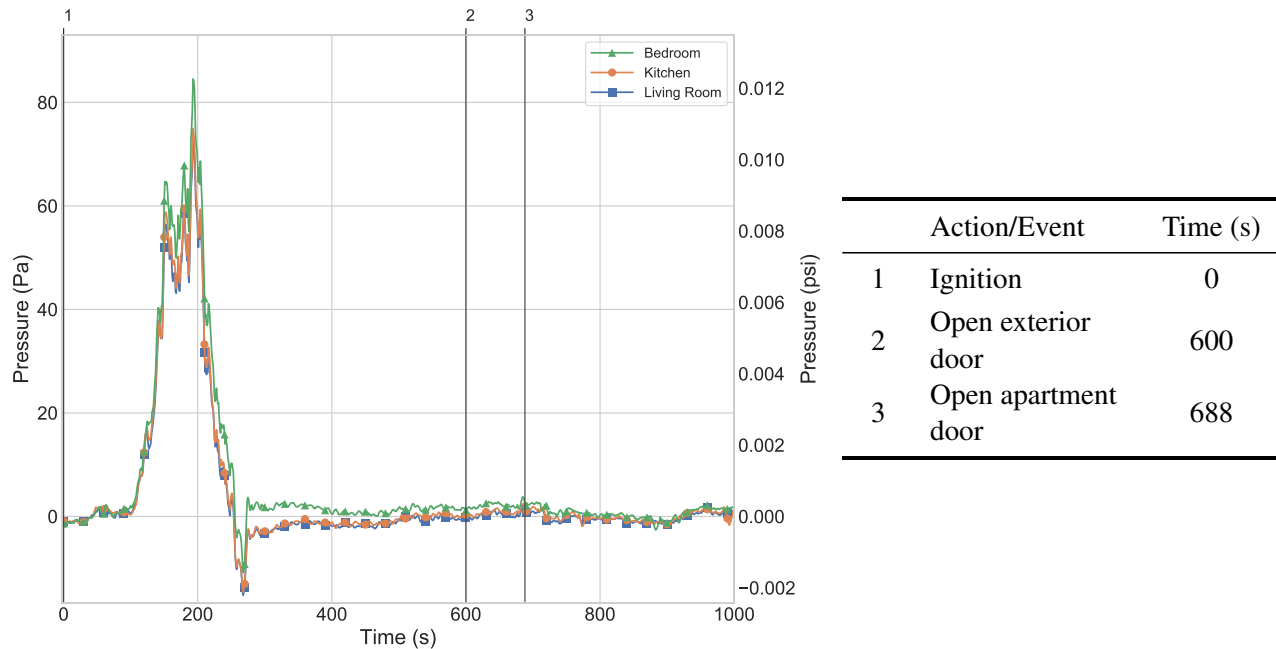 1 2 3
Bedroom
Kitchen
Living Room
Pressure (Pa)
80
60
40
20
0
0.012
0.010
0.008
0.006
0.004
0.002
0.000
−0.002
Pressure (psi)
0 200 400 600 800 1000
Time (s)
Action/Event Time (s)
1 Ignition 0
2 Open exterior door 600
3 Open apartment door 688